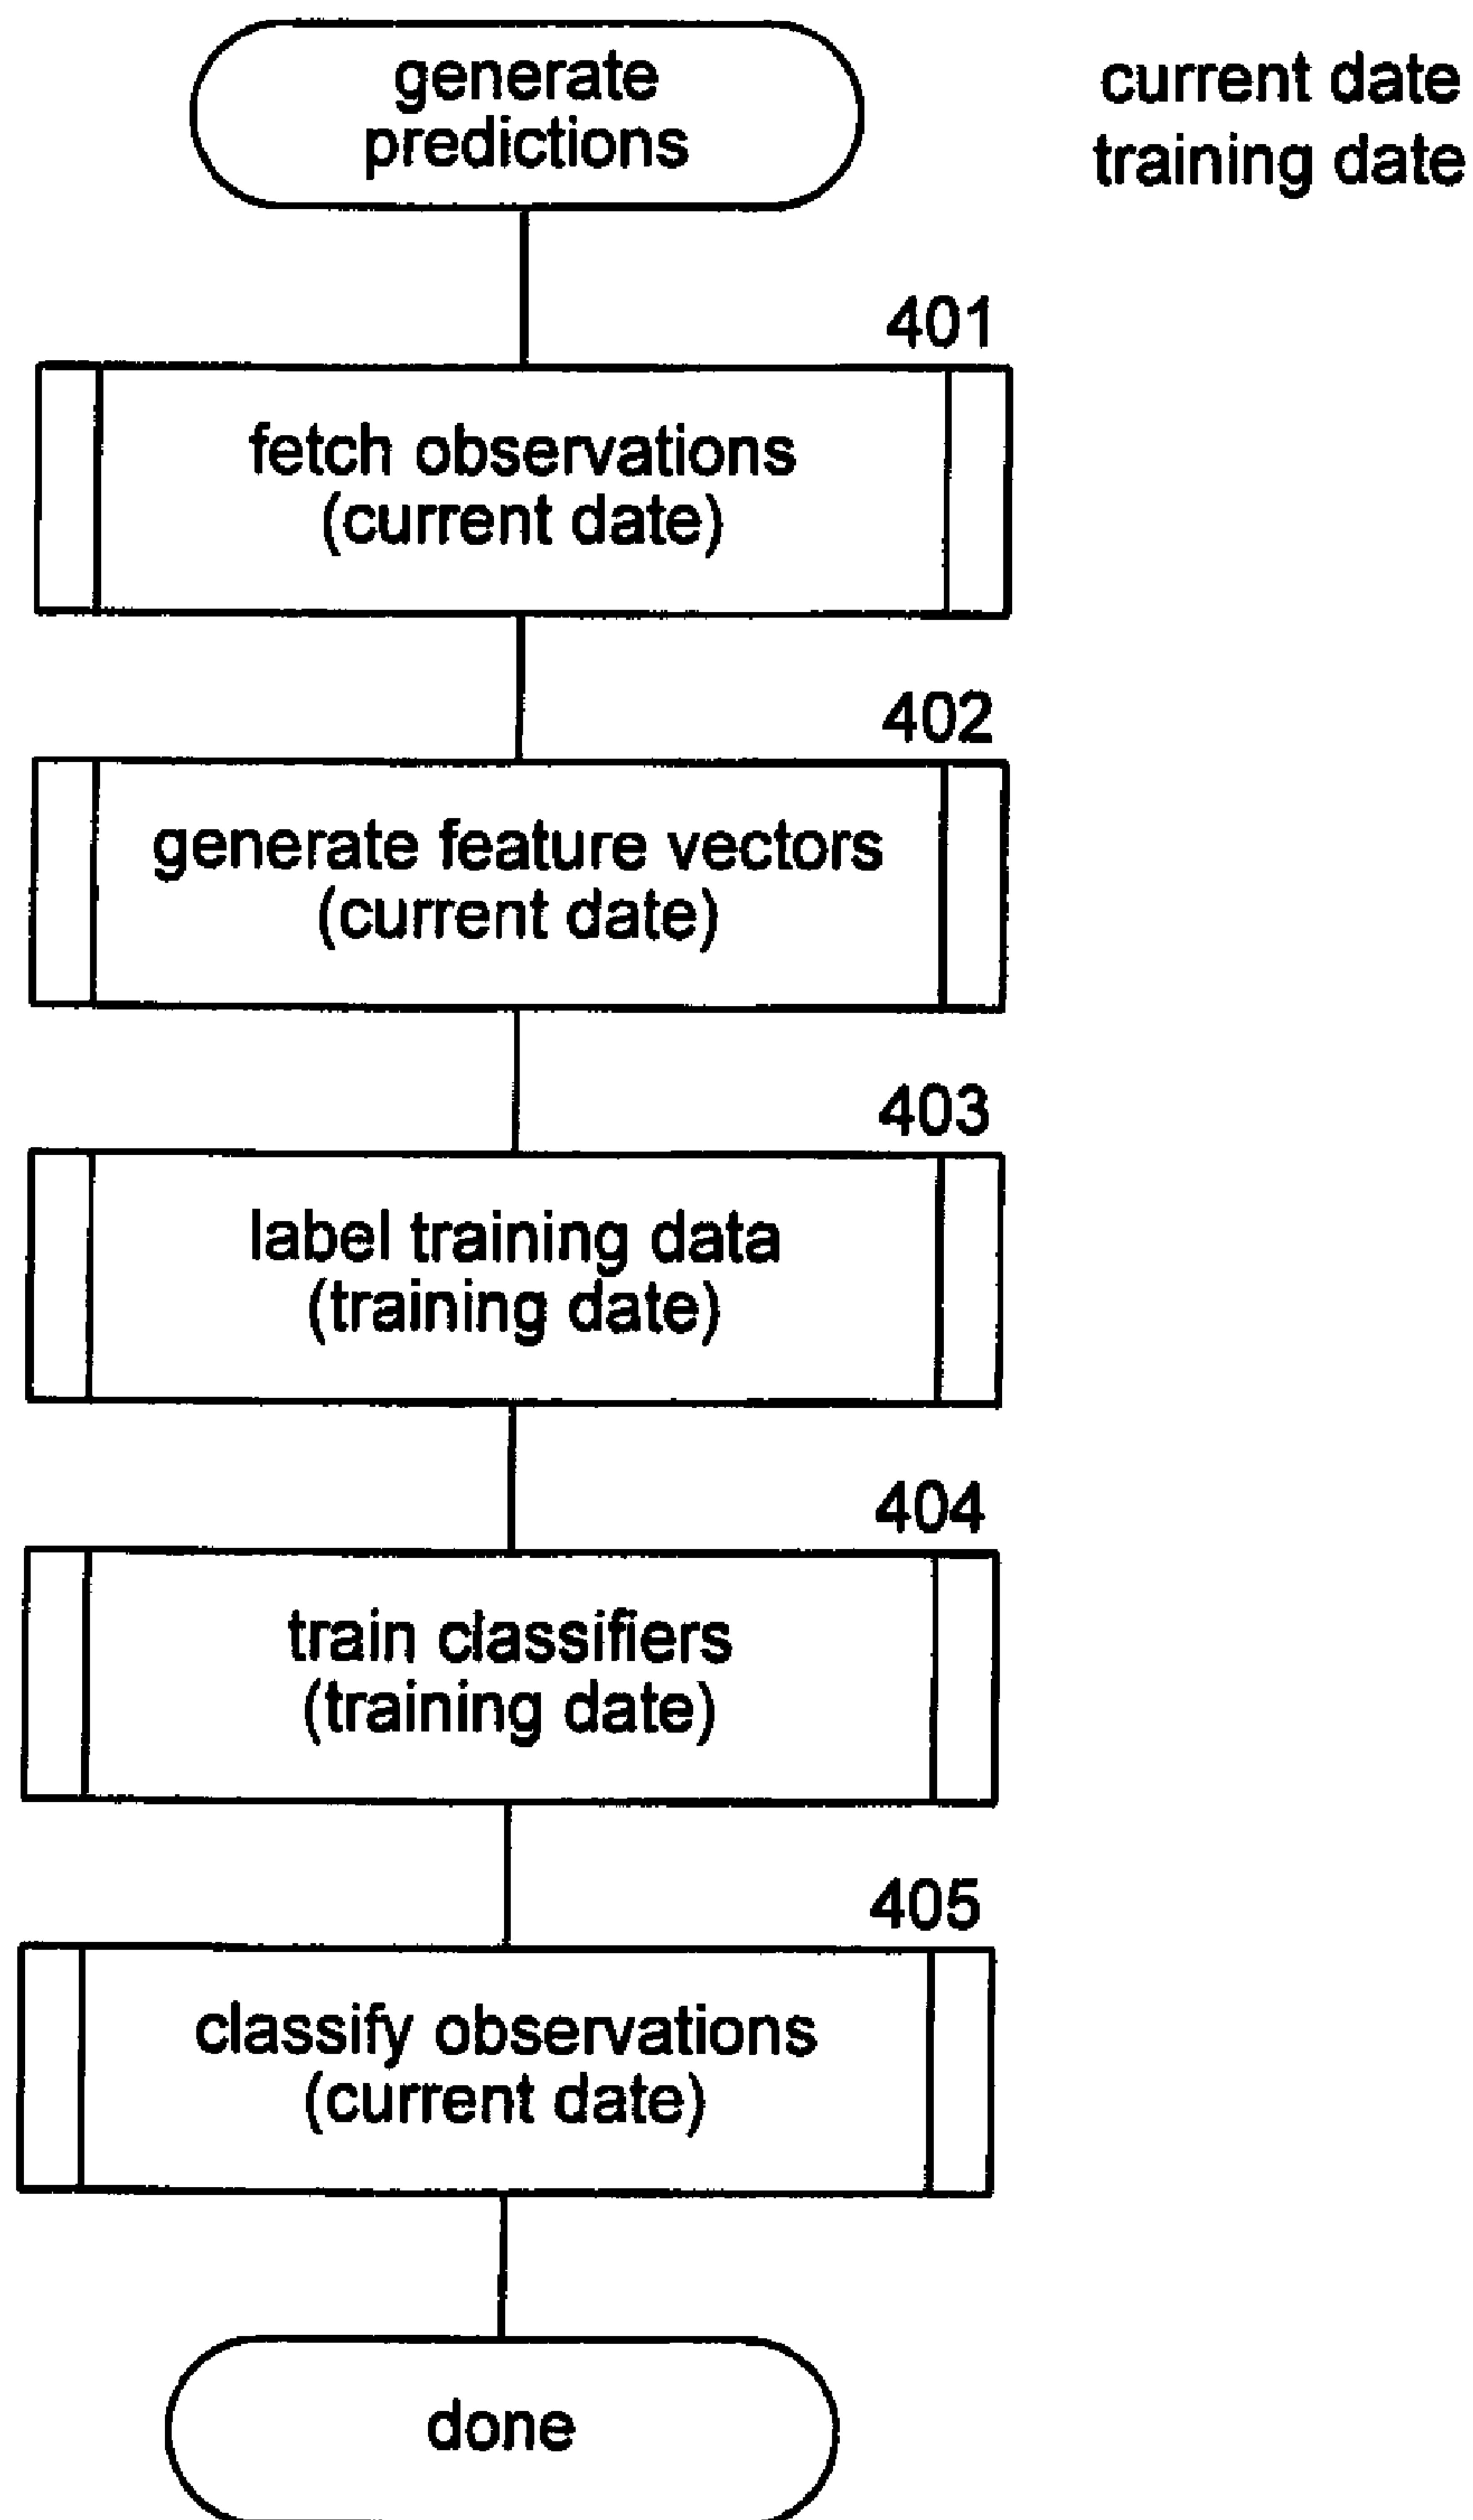 generate
predictions
current date
training date
401
fetch observations
(current date)
402
generate feature vectors
(current date)
403
label training data
(training date)
404
train classifiers
(training date)
405
classify observations
(current date)
done